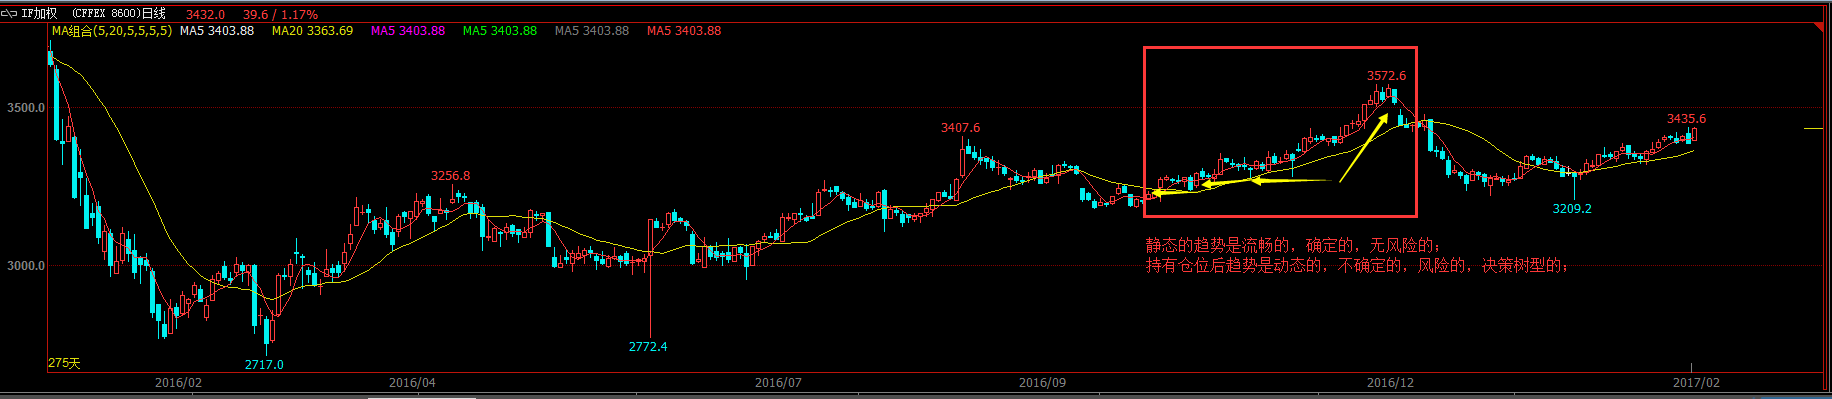 IF加权 (CFFEX 8600)日线 3432.0 39.6 / 1.17%
MA组合(5,20,5,5,5,5) MA5 3403.88 MA20 3363.69 MA5 3403.88 MA5 3403.88 MA5 3403.88 MA5 3403.88
3572.6
3500.0
3435.6
3407.6
3256.8
3209.2
静态的趋势是流畅的，确定的，无风险的；
持有仓位后趋势是动态的，不确定的，风险的，决策树型的；
3000.0
2772.4
275天
2717.0
2016/02 2016/04 2016/07 2016/09 2016/12 2017/02